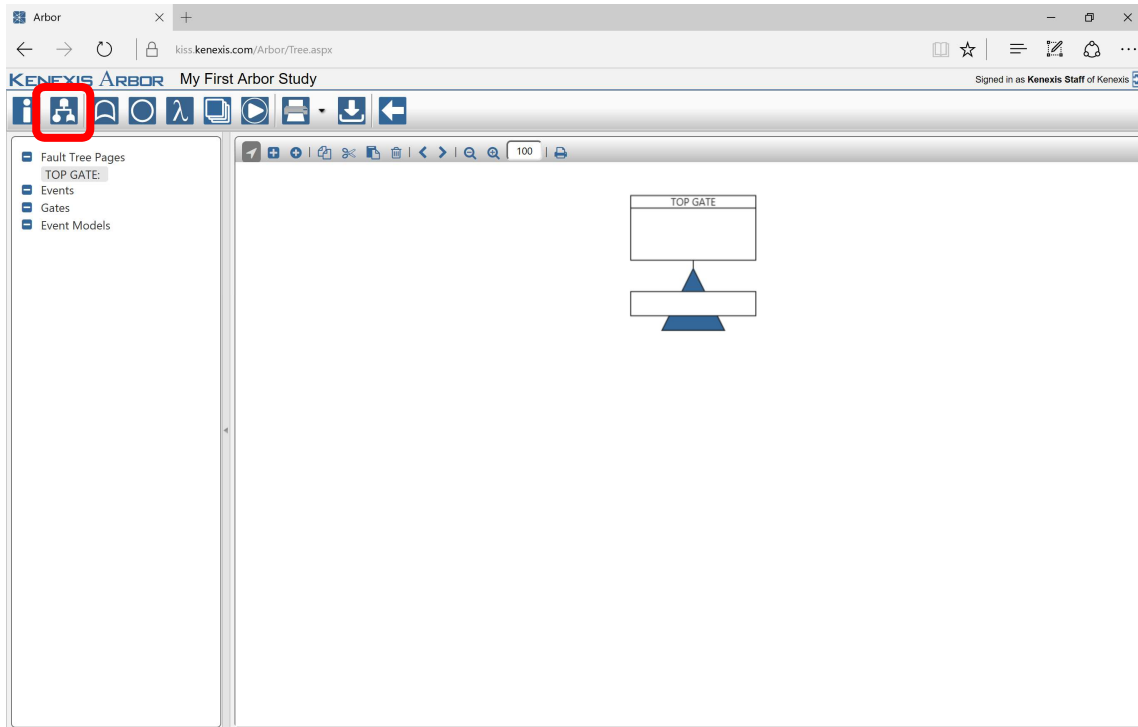 Arbor
kiss.kenexis.com/Arbor/Tree.aspx
KENEXIS ARBOR My First Arbor Study
Signed in as Kenexis Staff of Kenexis
i λ
Fault Tree Pages
TOP GATE:
Events
Gates
Event Models
100
TOP GATE